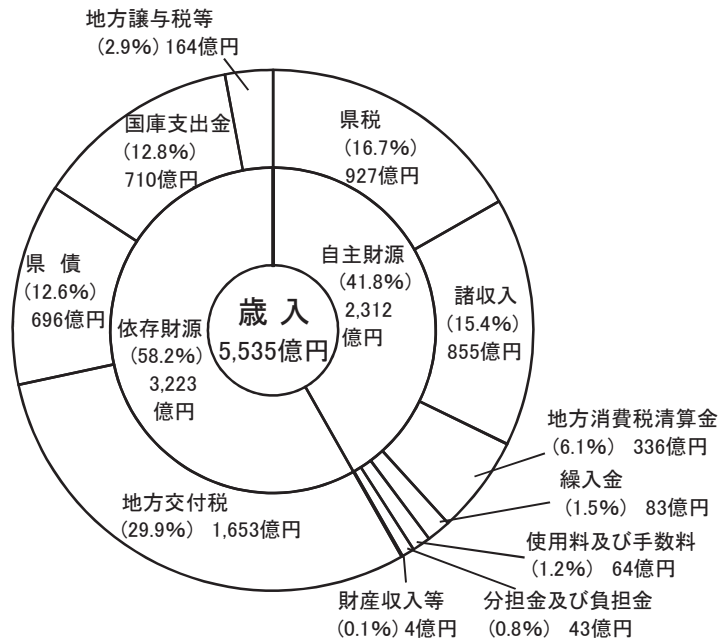 地方譲与税等
(2.9%) 164億円
国庫支出金
(12.8%)
710億円
県税
(16.7%)
927億円
県 債
(12.6%)
696億円
自主財源
(41.8%)
2,312
億円
諸収入
(15.4%)
855億円
歳 入
5,535億円
依存財源
(58.2%)
3,223
億円
地方消費税清算金
(6.1%) 336億円
繰入金
(1.5%) 83億円
地方交付税
(29.9%) 1,653億円
使用料及び手数料
(1.2%) 64億円
財産収入等
(0.1%) 4億円
分担金及び負担金
(0.8%) 43億円